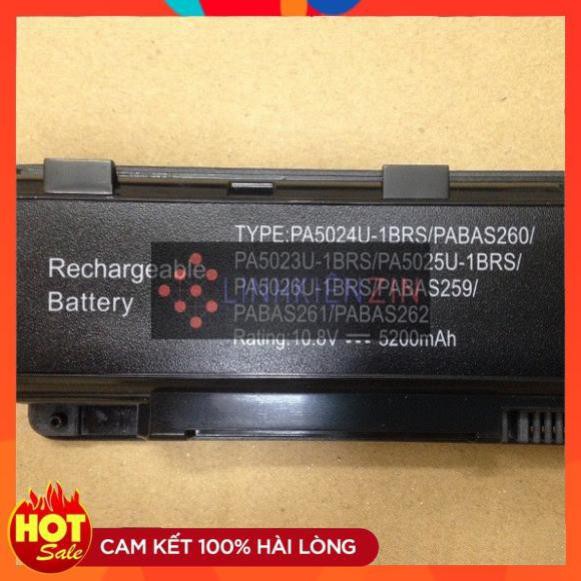 Rechargeable
Battery
TYPE:PA5024U-1BRS/PABAS260/
PA5023U-1BRS/PA5025U-1BRS/
PA5026U-1BRS/PABAS259/
PABAS261/PABAS262
Rating:10.8V ⎓ 5200mAh
LINHKIENZIN
HOT
Sale
CAM KẾT 100% HÀI LÒNG